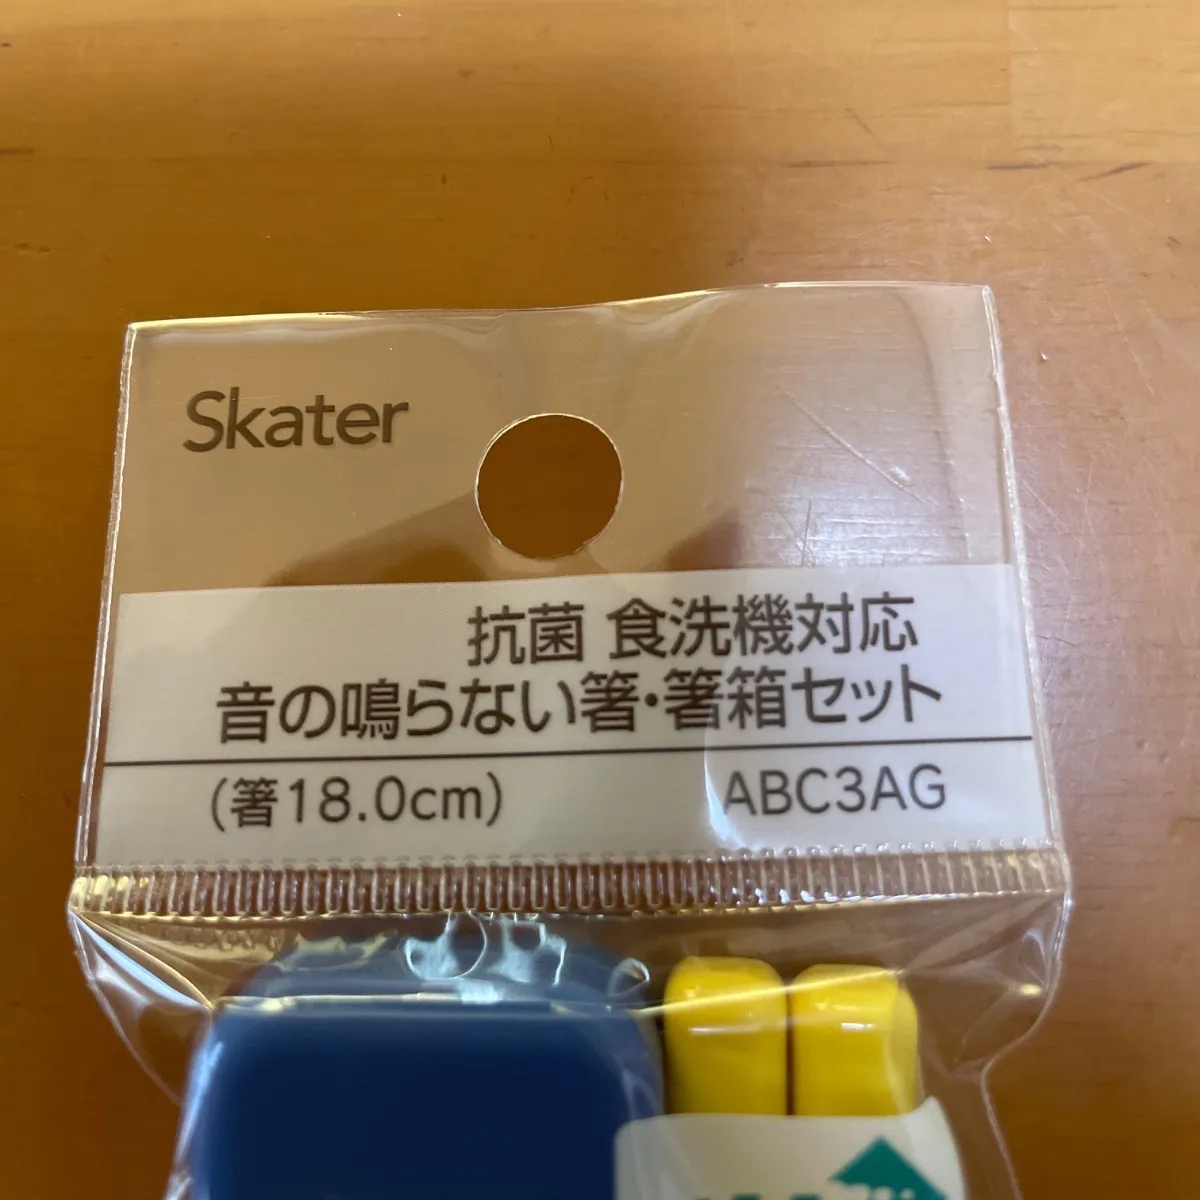 Skater
抗菌 食洗機対応
音の鳴らない箸・箸箱セット
(箸18.0cm) ABC3AG